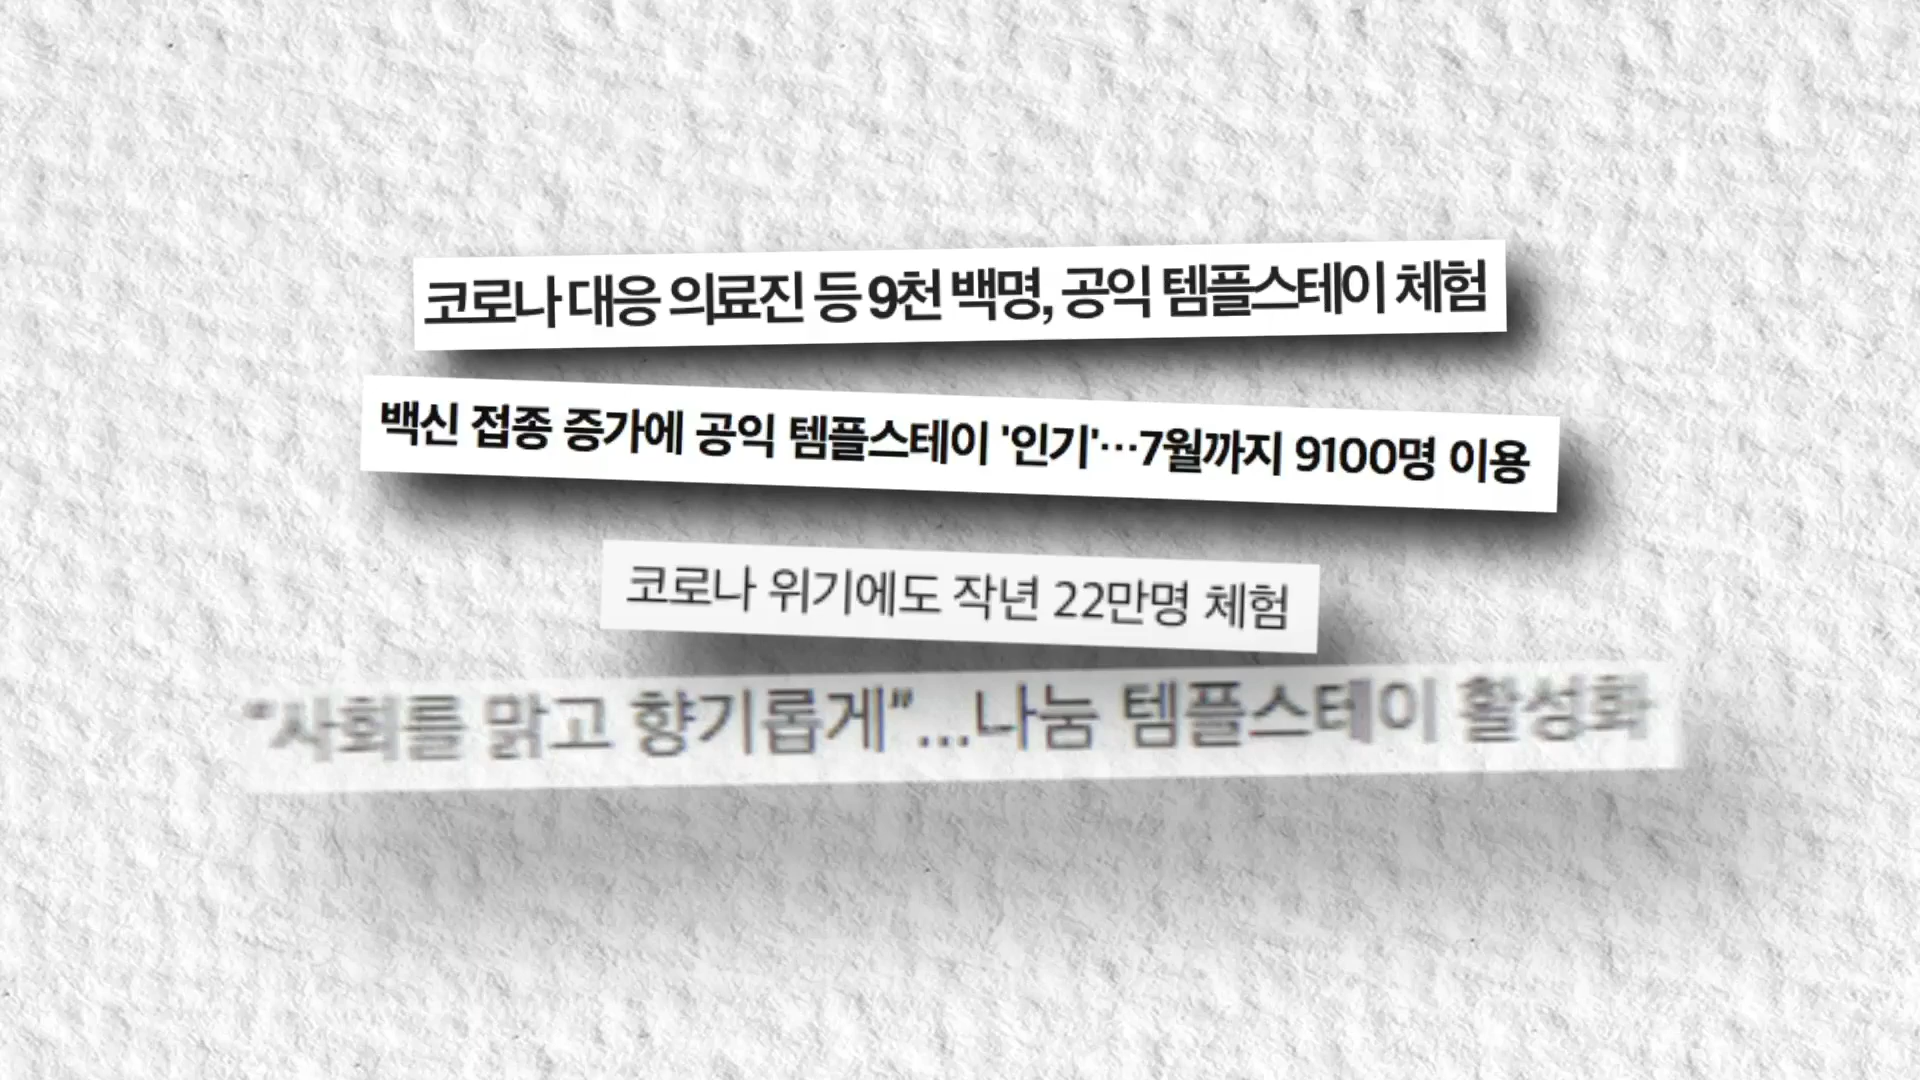 코로나 대응 의료진 등 9천 백명, 공익 템플스테이 체험
백신 접종 증가에 공익 템플스테이 '인기'…7월까지 9100명 이용
코로나 위기에도 작년 22만명 체험
“사회를 맑고 향기롭게”...나눔 템플스테이 활성화